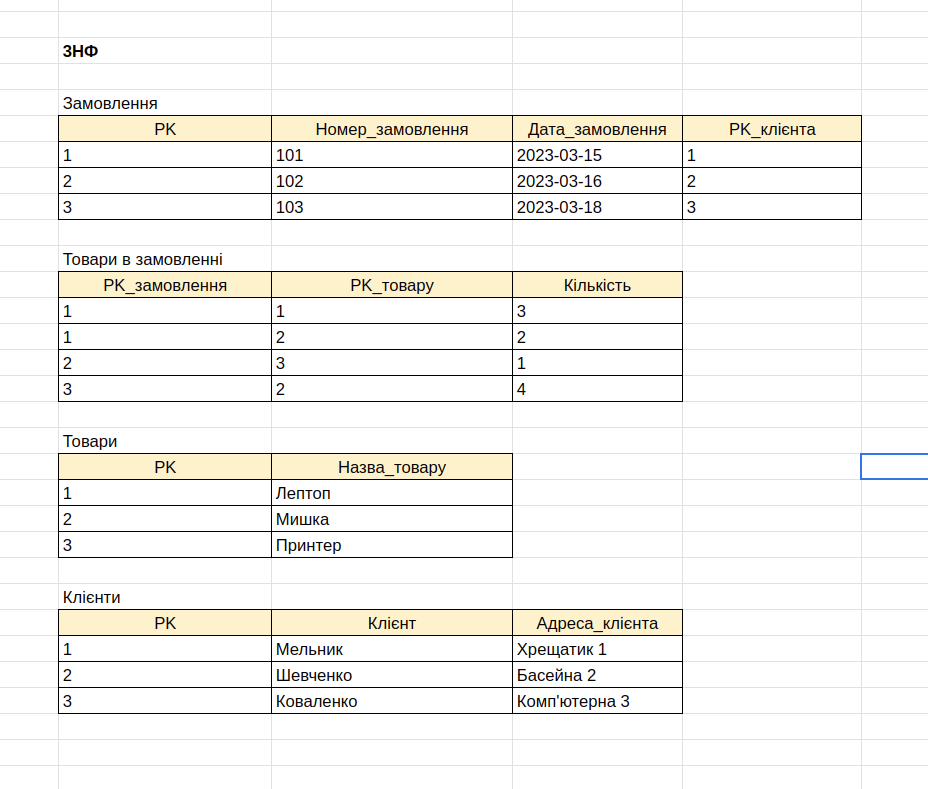 3НФ
Замовлення
PK Номер_замовлення Дата_замовлення PK_клієнта
1 101 2023-03-15 1
2 102 2023-03-16 2
3 103 2023-03-18 3
Товари в замовленні
PK_замовлення PK_товару Кількість
1 1 3
1 2 2
2 3 1
3 2 4
Товари
PK Назва_товару
1 Лептоп
2 Мишка
3 Принтер
Клієнти
PK Клієнт Адреса_клієнта
1 Мельник Хрещатик 1
2 Шевченко Басейна 2
3 Коваленко Комп'ютерна 3